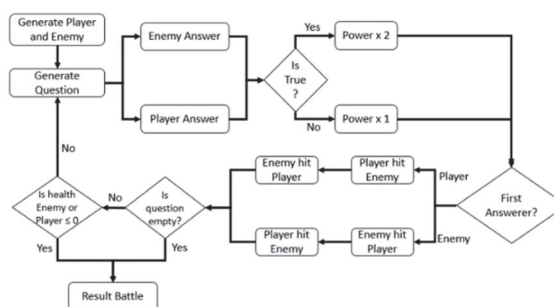 Generate Player
and Enemy
Generate
Question
Enemy Answer
Player Answer
Is
True
?
Yes
No
Power x 2
Power x 1
First
Answerer?
Player
Enemy
Player hit
Enemy
Enemy hit
Player
Enemy hit
Player
Player hit
Enemy
Is
question
empty?
No
Yes
Is health
Enemy or
Player ≤ 0
No
Yes
Result Battle